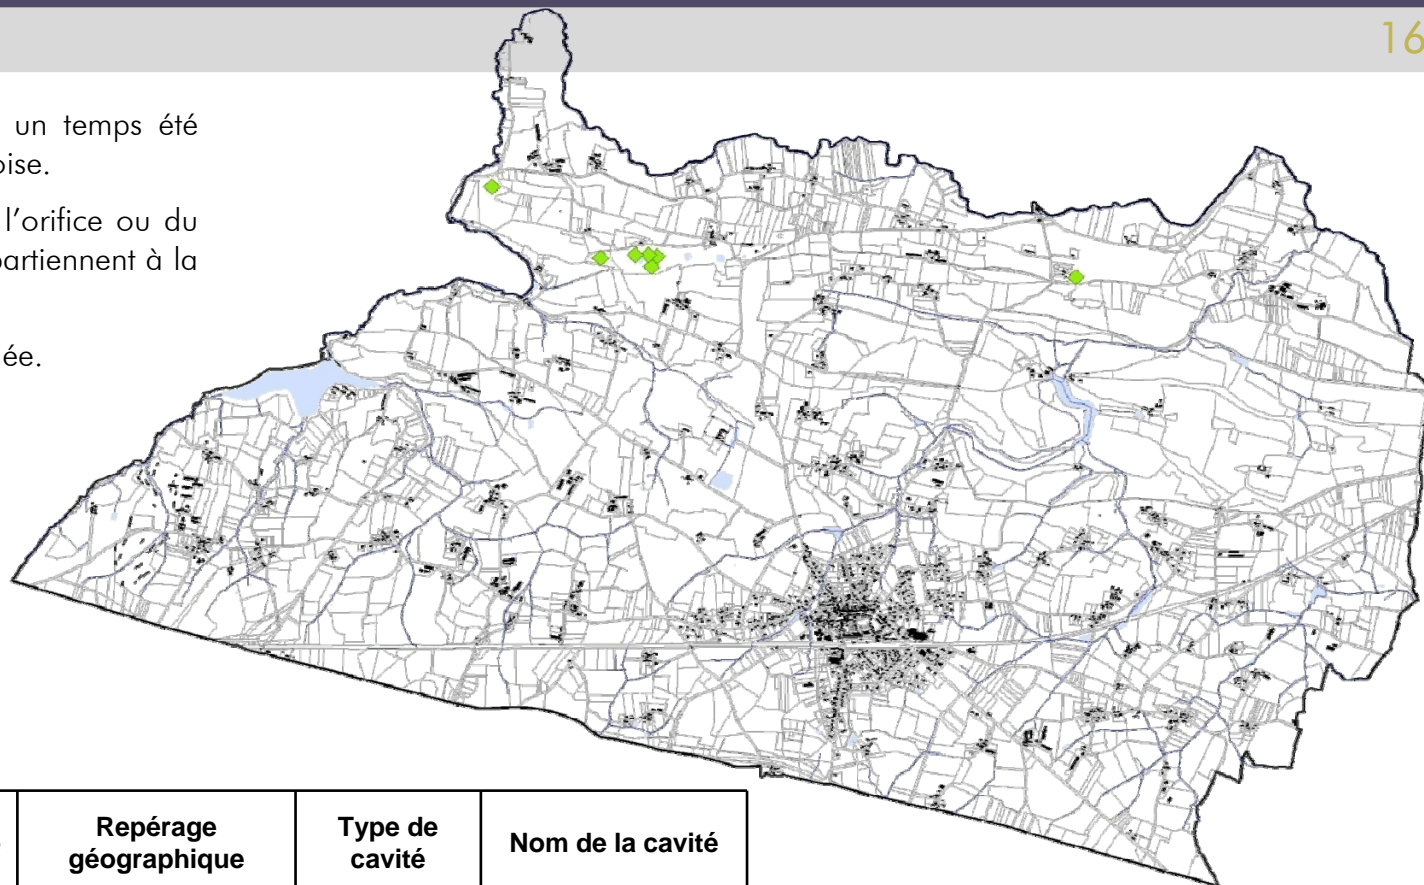 16
un temps été
oise.
l'orifice ou du
partiennent à la
ée.
Repérage
géographique
Type de
cavité
Nom de la cavité